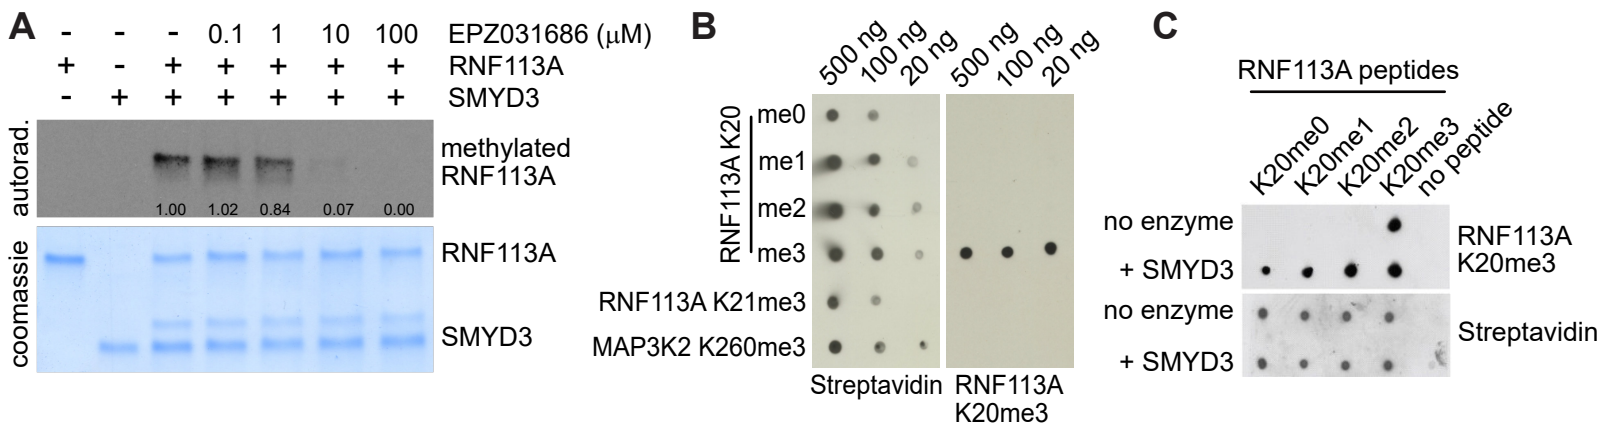 A
- - - 0.1 1 10 100 EPZ031686 (μM)
+ - + + + + + RNF113A
- + + + + + + SMYD3
autorad.
methylated
RNF113A
1.00 1.02 0.84 0.07 0.00
coomassie
RNF113A
SMYD3
B
500 ng 100 ng 20 ng 500 ng 100 ng 20 ng
RNF113A K20
me0
me1
me2
me3
RNF113A K21me3
MAP3K2 K260me3
Streptavidin
RNF113A
K20me3
C
RNF113A peptides
K20me0 K20me1 K20me2 K20me3 no peptide
no enzyme
+ SMYD3
RNF113A
K20me3
no enzyme
+ SMYD3
Streptavidin